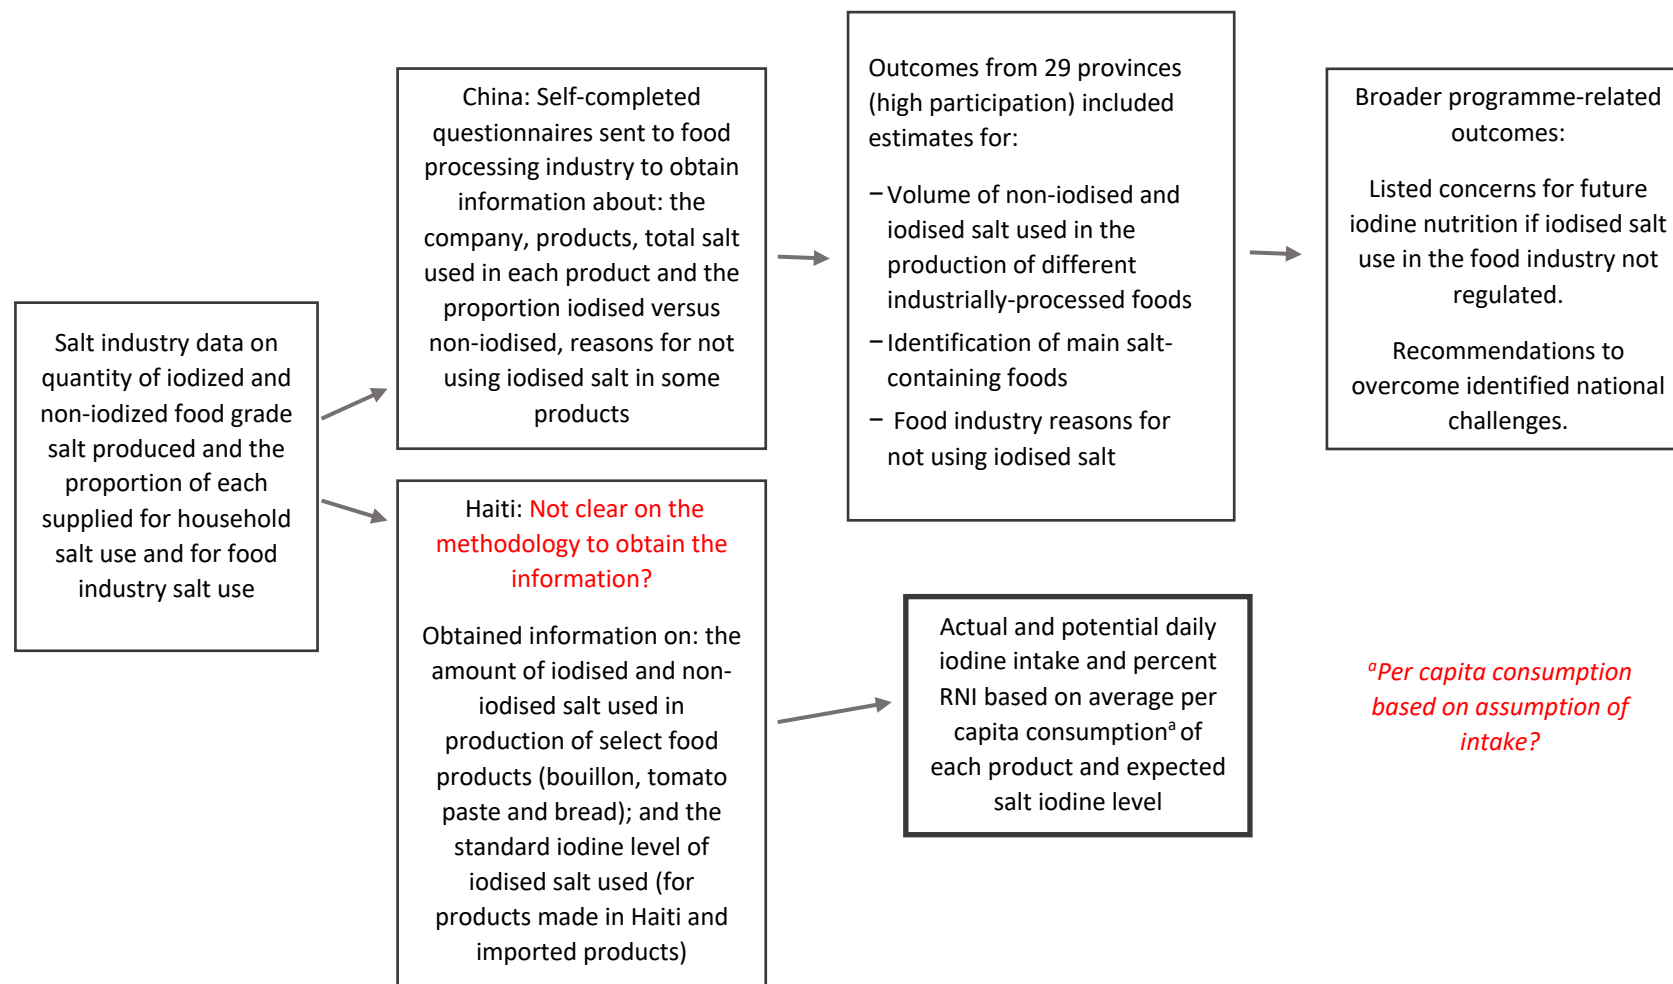 Salt industry data on
quantity of iodized and
non-iodized food grade
salt produced and the
proportion of each
supplied for household
salt use and for food
industry salt use
China: Self-completed
questionnaires sent to food
processing industry to obtain
information about: the
company, products, total salt
used in each product and the
proportion iodised versus
non-iodised, reasons for not
using iodised salt in some
products
Outcomes from 29 provinces
(high participation) included
estimates for:
− Volume of non-iodised and
iodised salt used in the
production of different
industrially-processed foods
− Identification of main salt-
containing foods
− Food industry reasons for
not using iodised salt
Broader programme-related
outcomes:
Listed concerns for future
iodine nutrition if iodised salt
use in the food industry not
regulated.
Recommendations to
overcome identified national
challenges.
Haiti: Not clear on the
methodology to obtain the
information?
Obtained information on: the
amount of iodised and non-
iodised salt used in
production of select food
products (bouillon, tomato
paste and bread); and the
standard iodine level of
iodised salt used (for
products made in Haiti and
imported products)
Actual and potential daily
iodine intake and percent
RNI based on average per
capita consumptionᵃ of
each product and expected
salt iodine level
ᵃPer capita consumption
based on assumption of
intake?